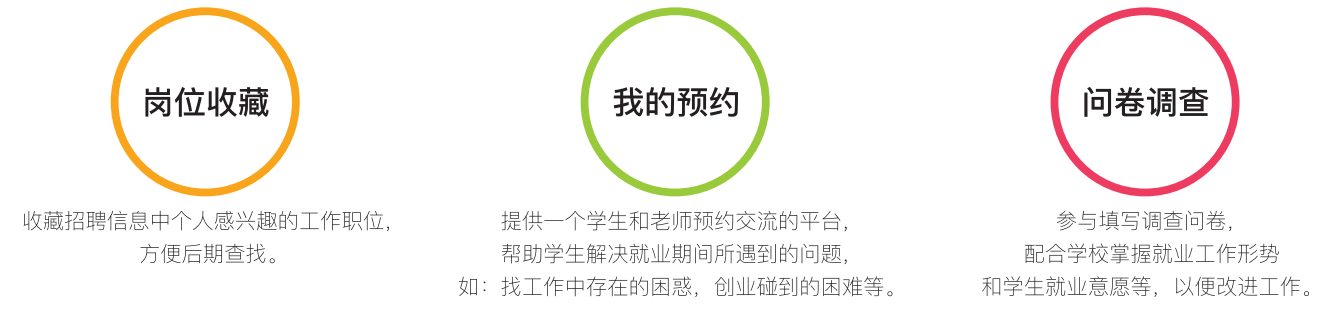 岗位收藏
收藏招聘信息中个人感兴趣的工作职位，
方便后期查找。
我的预约
提供一个学生和老师预约交流的平台，
帮助学生解决就业期间所遇到的问题，
如：找工作中存在的困惑，创业碰到的困难等。
问卷调查
参与填写调查问卷，
配合学校掌握就业工作形势
和学生就业意愿等，以便改进工作。